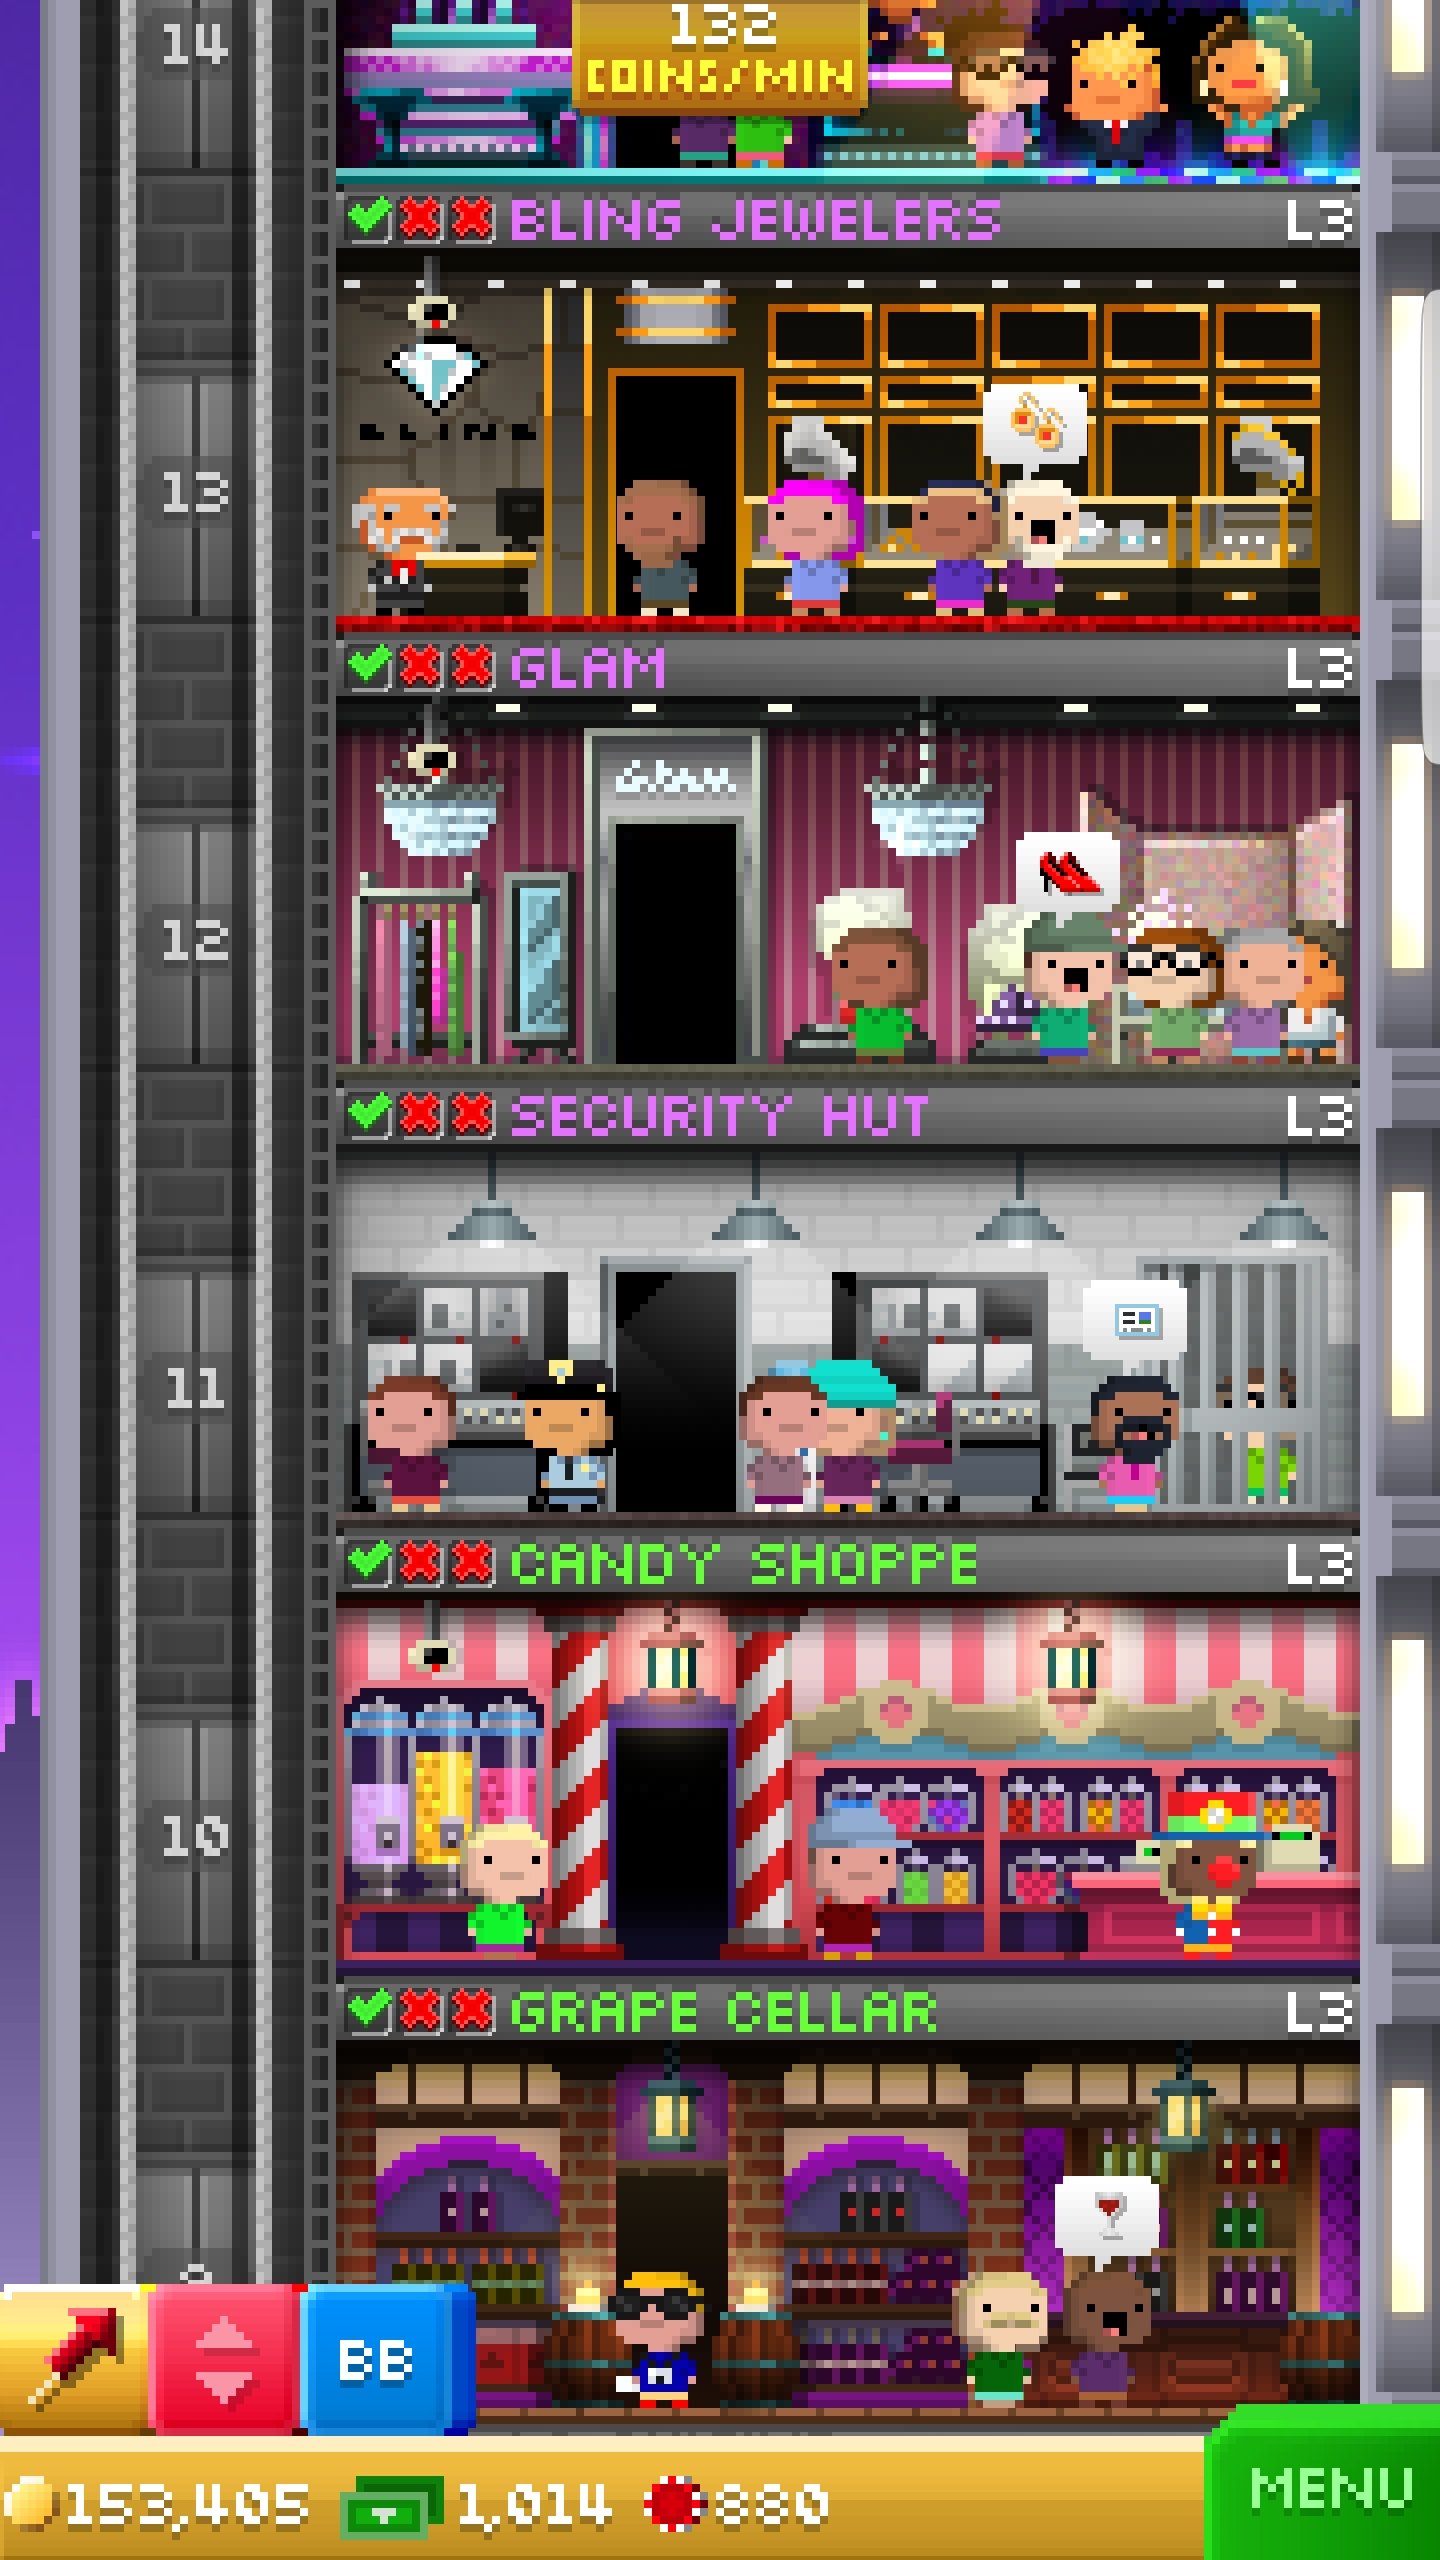 14
132
COINS/MIN
BLING JEWELERS
L3
BLING
13
GLAM
L3
Glam
12
SECURITY HUT
L3
11
CANDY SHOPPE
L3
10
GRAPE CELLAR
L3
BB
153,405
1,014
880
MENU